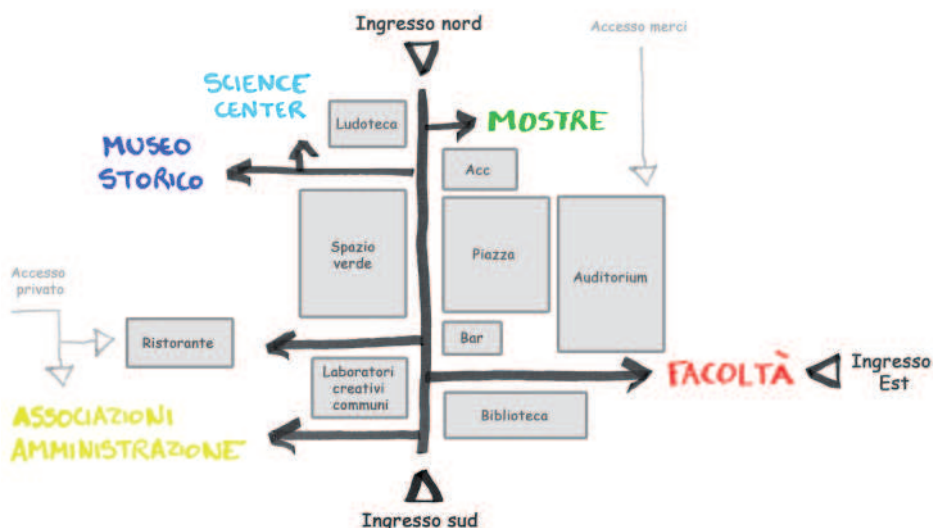 Ingresso nord
Accesso merci
SCIENCE
CENTER
Ludoteca
MOSTRE
MUSEO
STORICO
Acc
Spazio
verde
Piazza
Auditorium
Accesso
privato
Ristorante
Bar
Laboratori
creativi
communi
FACOLTÀ
Ingresso
Est
ASSOCIAZIONI
AMMINISTRAZIONE
Biblioteca
Ingresso sud